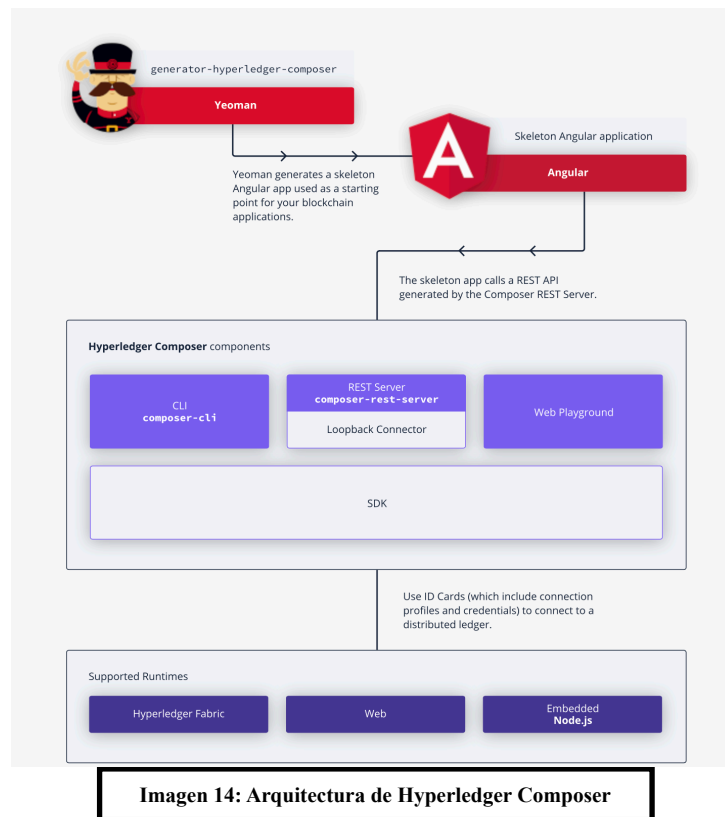 generator-hyperledger-composer
Yeoman
Skeleton Angular application
Angular
A
Yeoman generates a skeleton
Angular app used as a starting
point for your blockchain
applications.
The skeleton app calls a REST API
generated by the Composer REST Server.
Hyperledger Composer components
CLI
composer-cli
REST Server
composer-rest-server
Loopback Connector
Web Playground
SDK
Use ID Cards (which include connection
profiles and credentials) to connect to a
distributed ledger.
Supported Runtimes
Hyperledger Fabric
Web
Embedded
Node.js
Imagen 14: Arquitectura de Hyperledger Composer